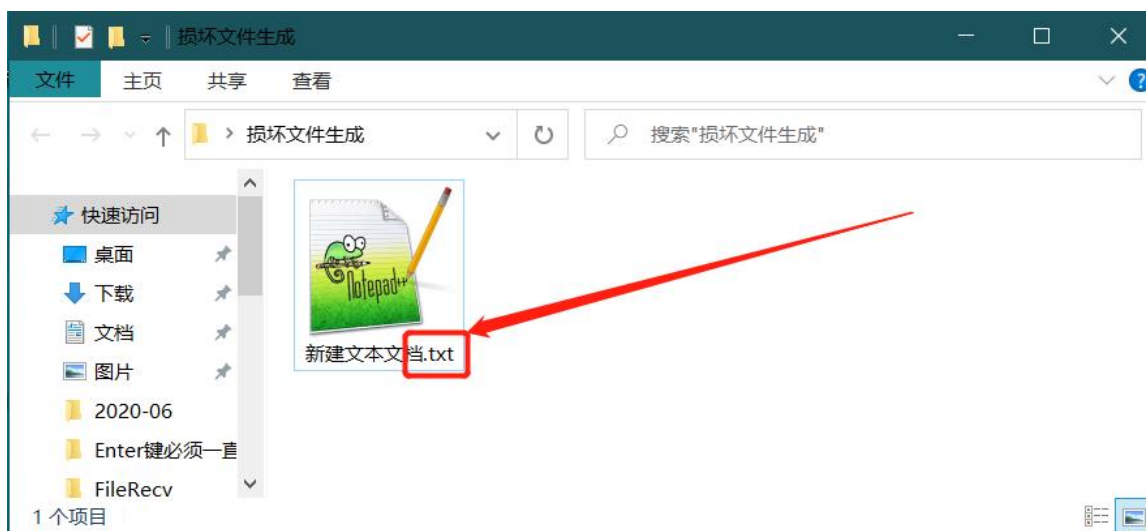 损坏文件生成
文件 主页 共享 查看
损坏文件生成 搜索"损坏文件生成"
快速访问
桌面
下载
文档
图片
2020-06
Enter键必须一直
FileRecv
Notepad++
新建文本文档.txt
1 个项目